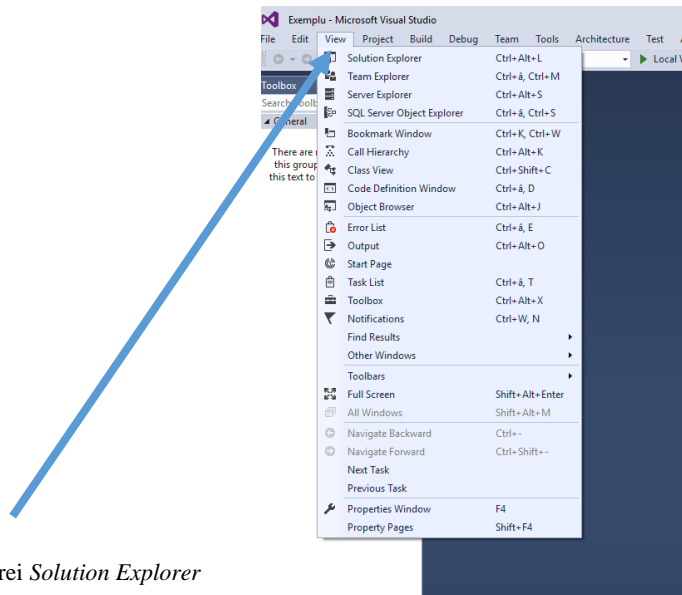 Exemplu - Microsoft Visual Studio
File Edit View Project Build Debug Team Tools Architecture Test
Local
Solution Explorer Ctrl+Alt+L
Team Explorer Ctrl+â, Ctrl+M
Server Explorer Ctrl+Alt+S
SQL Server Object Explorer Ctrl+â, Ctrl+S
Bookmark Window Ctrl+K, Ctrl+W
Call Hierarchy Ctrl+Alt+K
Class View Ctrl+Shift+C
Code Definition Window Ctrl+â, D
Object Browser Ctrl+Alt+J
Error List Ctrl+â, E
Output Ctrl+Alt+O
Start Page
Task List Ctrl+â, T
Toolbox Ctrl+Alt+X
Notifications Ctrl+W, N
Find Results
Other Windows
Toolbars
Full Screen Shift+Alt+Enter
All Windows Shift+Alt+M
Navigate Backward Ctrl+-
Navigate Forward Ctrl+Shift+-
Next Task
Previous Task
Properties Window F4
Property Pages Shift+F4
Toolbox
Search
There are
this group
this text to
rei Solution Explorer